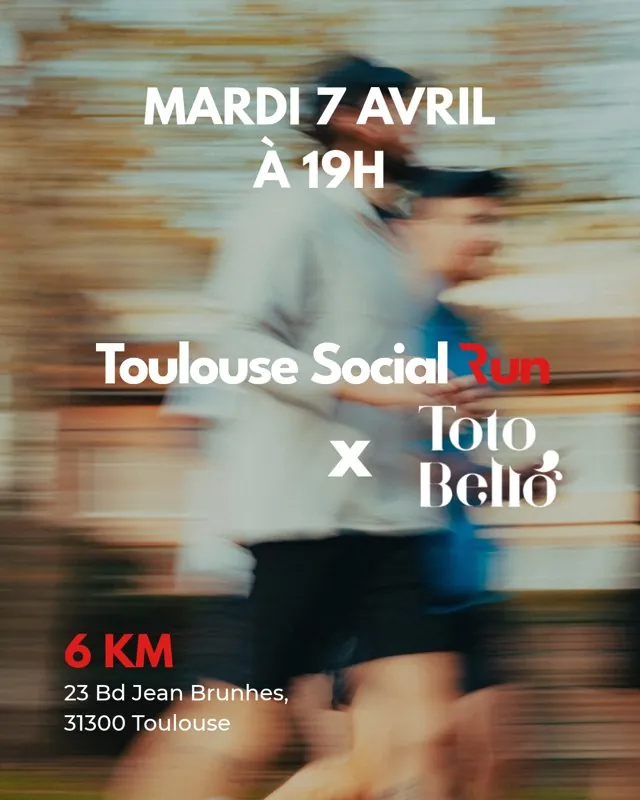 MARDI 7 AVRIL
À 19H
Toulouse Social Run
x
Toto
Bello
6 KM
23 Bd Jean Brunhes,
31300 Toulouse